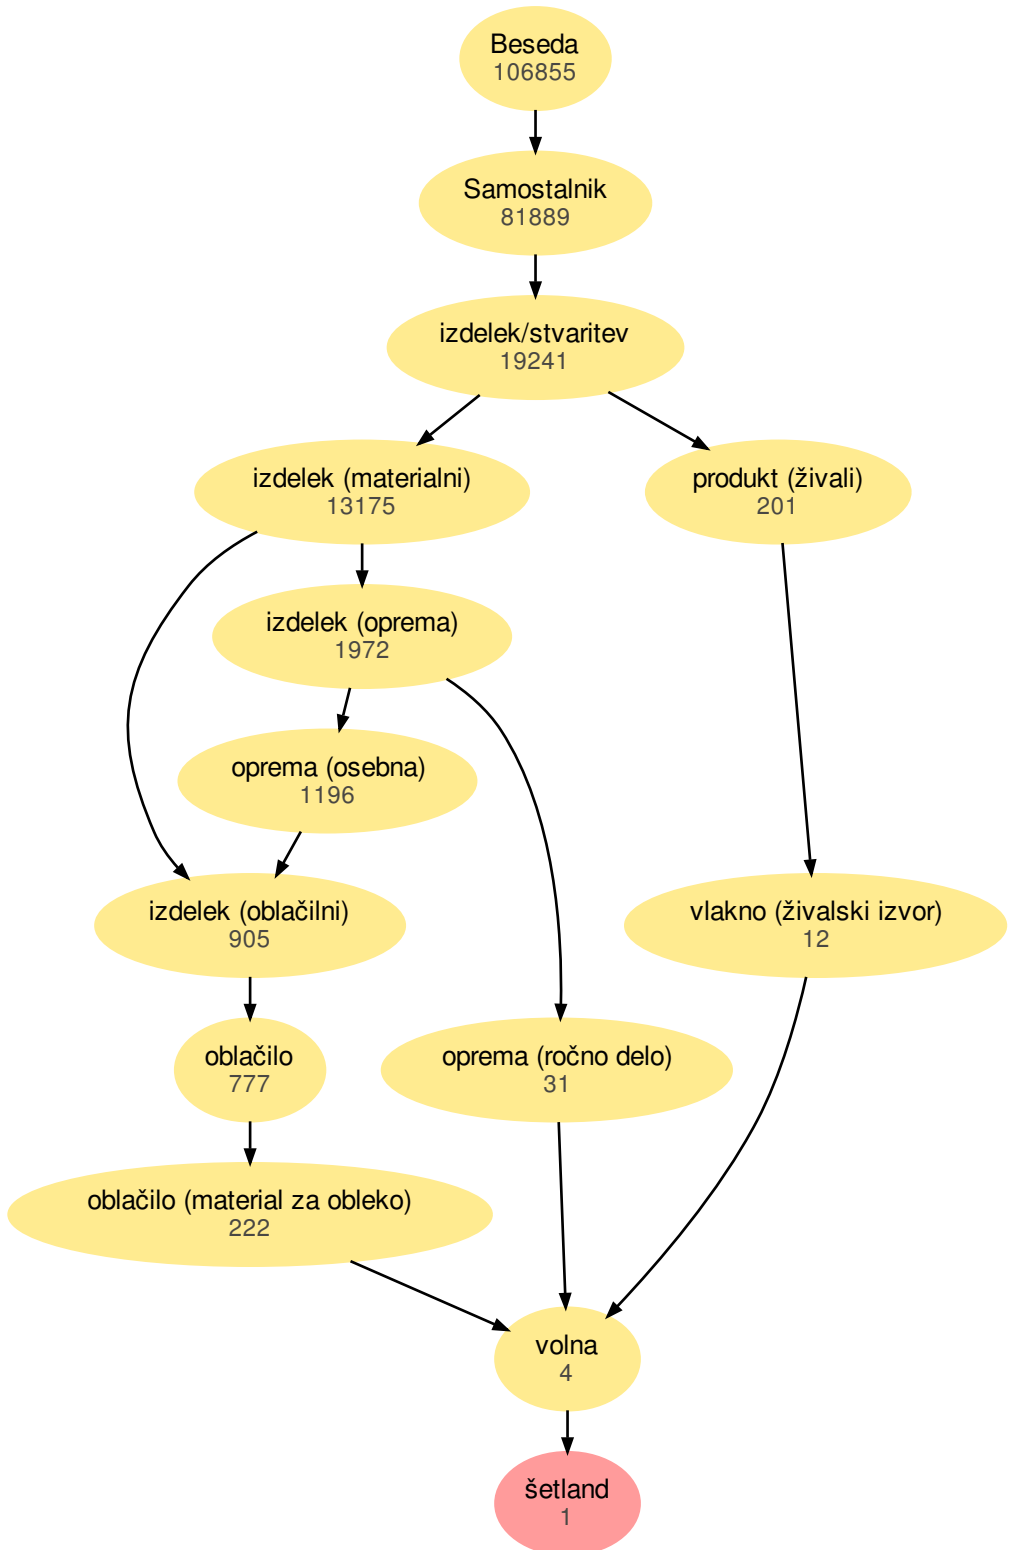 Beseda
106855
Samostalnik
81889
izdelek/stvaritev
19241
izdelek (materialni)
13175
produkt (živali)
201
izdelek (oprema)
1972
oprema (osebna)
1196
izdelek (oblačilni)
905
vlakno (živalski izvor)
12
oblačilo
777
oprema (ročno delo)
31
oblačilo (material za obleko)
222
volna
4
šetland
1